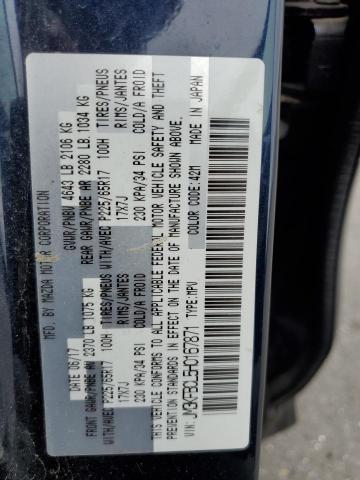 MFD. BY MAZDA MOTOR CORPORATION
DATE 06/17 GVWR/PNBV 4643 LB 2106 KG
FRONT GAWR/PNBE AV 2370 LB 1075 KG REAR GAWR/PNBE AR 2280 LB 1034 KG
WITH/AVEC P225/65R17 100H TIRES/PNEUS WITH/AVEC P225/65R17 100H TIRES/PNEUS
17X7J RIMS/JANTES 17X7J RIMS/JANTES
230 KPA/34 PSI COLD/A FROID 230 KPA/34 PSI COLD/A FROID
THIS VEHICLE CONFORMS TO ALL APPLICABLE FEDERAL MOTOR VEHICLE SAFETY AND THEFT
PREVENTION STANDARDS IN EFFECT ON THE DATE OF MANUFACTURE SHOWN ABOVE.
VIN: JM3KFBCL5H0167871 TYPE:MPV COLOR CODE:42M MADE IN JAPAN